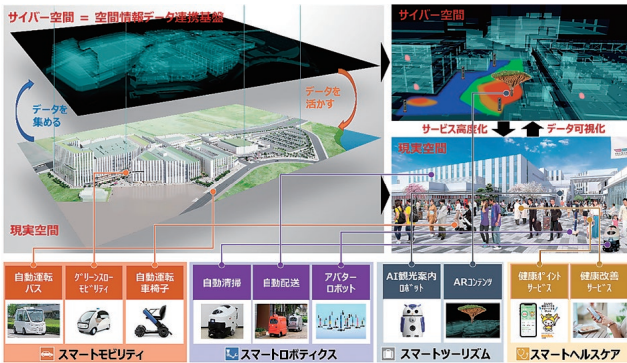 サイバー空間 = 空間情報データ連携基盤
データを
集める
データを
活かす
現実空間
サイバー空間
サービス高度化
データ可視化
現実空間
自動運転
バス
グリーンスロー
モビリティ
自動運転
車椅子
スマートモビリティ
自動清掃
自動配送
アバター
ロボット
スマートロボティクス
AI観光案内
ロボット
ARコンテンツ
スマートツーリズム
健康ポイント
サービス
健康改善
サービス
スマートヘルスケア